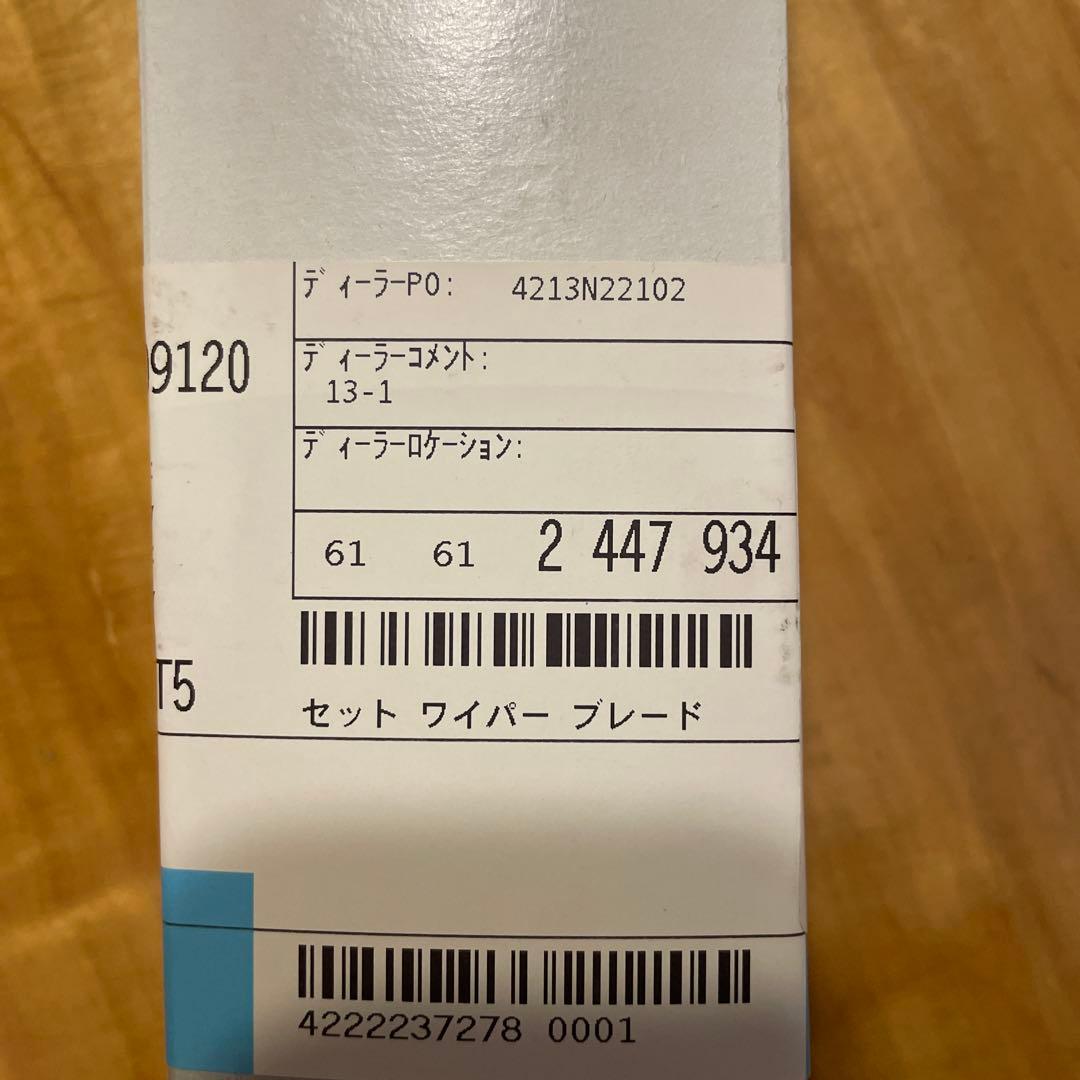 ﾃﾞｨｰﾗｰPO: 4213N22102
9120
ﾃﾞｨｰﾗｰｺﾒﾝﾄ:
13-1
ﾃﾞｨｰﾗｰﾛｹｰｼｮﾝ:
61 61 2 447 934
T5
セット ワイパー ブレード
4222237278 0001